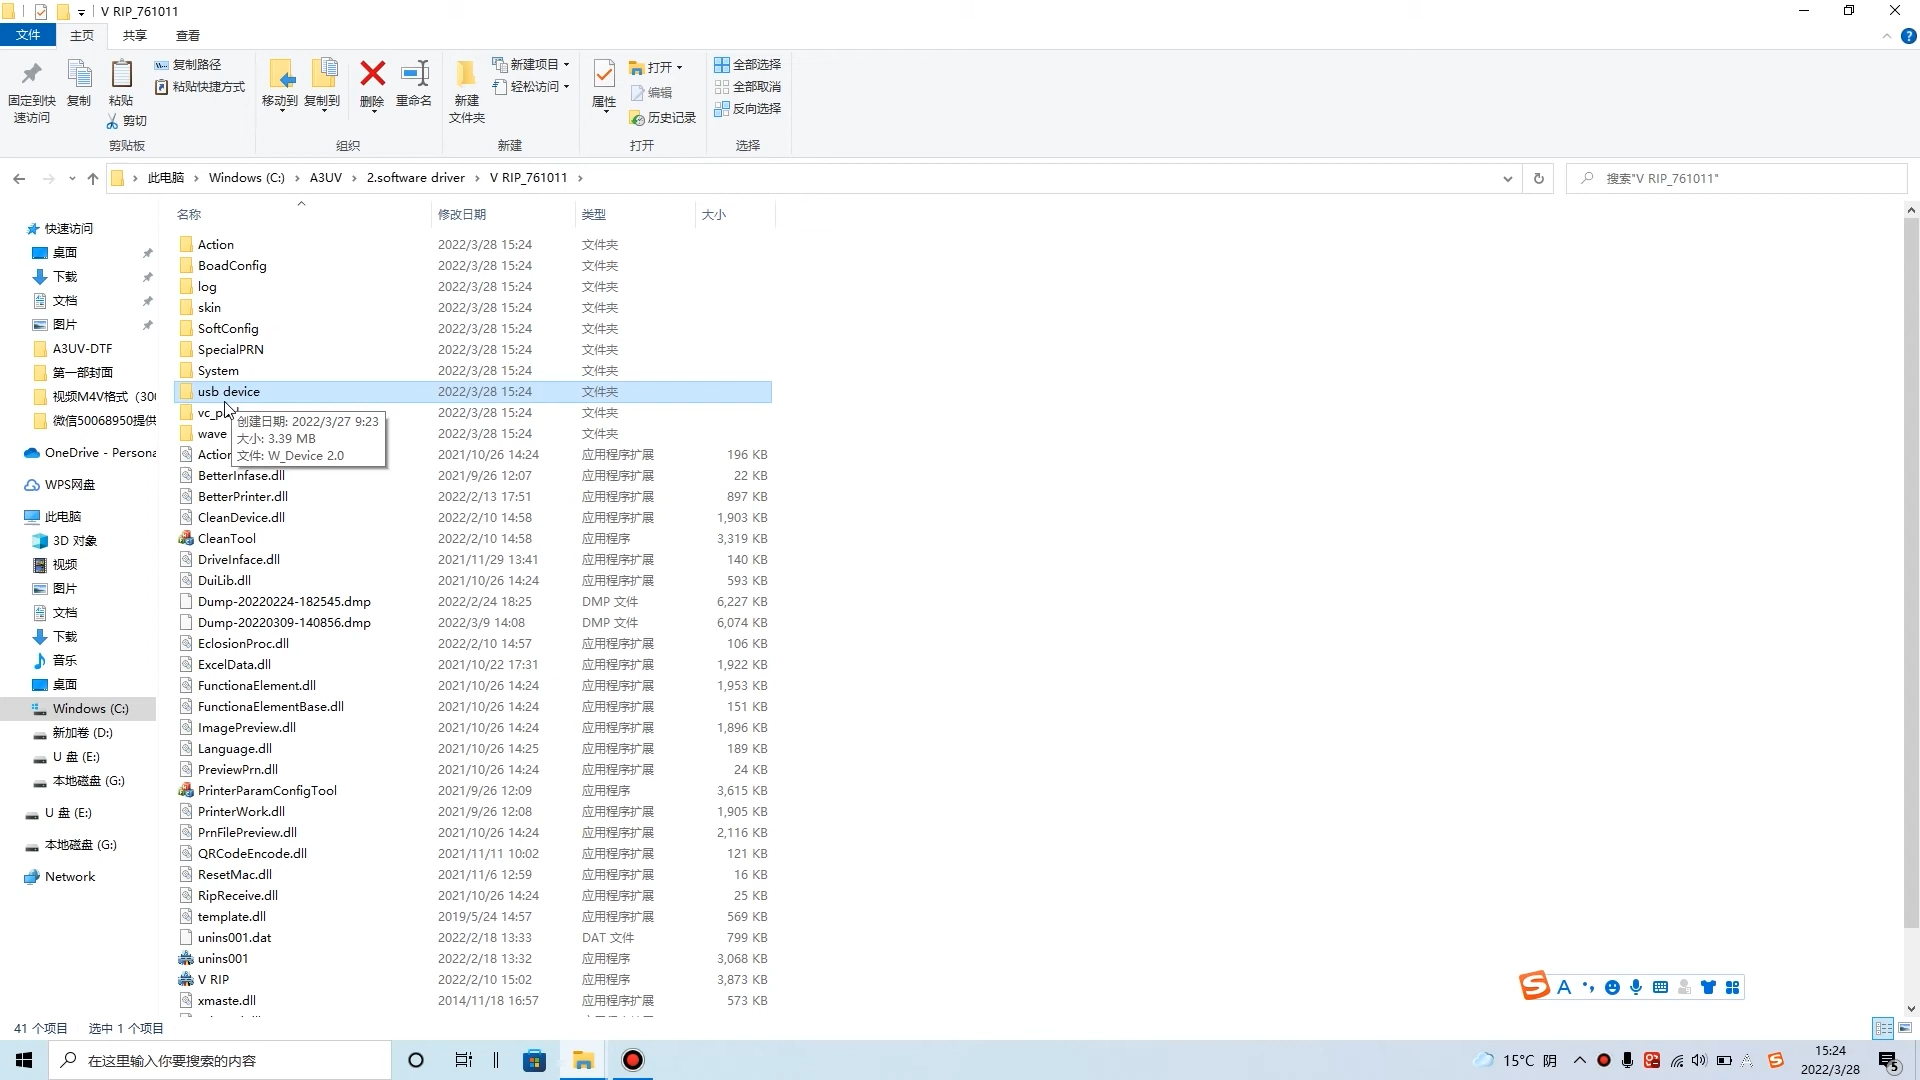 V RIP_761011
文件
主页
共享
查看
固定到快
速访问
复制
粘贴
复制路径
粘贴快捷方式
剪切
剪贴板
移动到
复制到
删除
重命名
组织
新建
文件夹
新建项目
轻松访问
新建
属性
打开
编辑
历史记录
打开
全部选择
全部取消
反向选择
选择
此电脑 › Windows (C:) › A3UV › 2.software driver › V RIP_761011 ›
搜索"V RIP_761011"
快速访问
桌面
下载
文档
图片
A3UV-DTF
第一部封面
视频M4V格式（300
微信50068950提供
OneDrive - Persona
WPS网盘
此电脑
3D 对象
视频
图片
文档
下载
音乐
桌面
Windows (C:)
新加卷 (D:)
U 盘 (E:)
本地磁盘 (G:)
U 盘 (E:)
本地磁盘 (G:)
Network
名称 修改日期 类型 大小
Action 2022/3/28 15:24 文件夹
BoadConfig 2022/3/28 15:24 文件夹
log 2022/3/28 15:24 文件夹
skin 2022/3/28 15:24 文件夹
SoftConfig 2022/3/28 15:24 文件夹
SpecialPRN 2022/3/28 15:24 文件夹
System 2022/3/28 15:24 文件夹
usb device 2022/3/28 15:24 文件夹
2022/3/28 15:24 文件夹
wave 2022/3/28 15:24 文件夹
Action 2021/10/26 14:24 应用程序扩展 196 KB
创建日期: 2022/3/27 9:23
大小: 3.39 MB
文件: W_Device 2.0
BetterInfase.dll 2021/9/26 12:07 应用程序扩展 22 KB
BetterPrinter.dll 2022/2/13 17:51 应用程序扩展 897 KB
CleanDevice.dll 2022/2/10 14:58 应用程序扩展 1,903 KB
CleanTool 2022/2/10 14:58 应用程序 3,319 KB
DriveInface.dll 2021/11/29 13:41 应用程序扩展 140 KB
DuiLib.dll 2021/10/26 14:24 应用程序扩展 593 KB
Dump-20220224-182545.dmp 2022/2/24 18:25 DMP 文件 6,227 KB
Dump-20220309-140856.dmp 2022/3/9 14:08 DMP 文件 6,074 KB
EclosionProc.dll 2022/2/10 14:57 应用程序扩展 106 KB
ExcelData.dll 2021/10/22 17:31 应用程序扩展 1,922 KB
FunctionaElement.dll 2021/10/26 14:24 应用程序扩展 1,953 KB
FunctionaElementBase.dll 2021/10/26 14:24 应用程序扩展 151 KB
ImagePreview.dll 2021/10/26 14:24 应用程序扩展 1,896 KB
Language.dll 2021/10/26 14:25 应用程序扩展 189 KB
PreviewPrn.dll 2021/10/26 14:24 应用程序扩展 24 KB
PrinterParamConfigTool 2021/9/26 12:09 应用程序 3,615 KB
PrinterWork.dll 2021/9/26 12:08 应用程序扩展 1,905 KB
PrnFilePreview.dll 2021/10/26 14:24 应用程序扩展 2,116 KB
QRCodeEncode.dll 2021/11/11 10:02 应用程序扩展 121 KB
ResetMac.dll 2021/11/6 12:59 应用程序扩展 16 KB
RipReceive.dll 2021/10/26 14:24 应用程序扩展 25 KB
template.dll 2019/5/24 14:57 应用程序扩展 569 KB
unins001.dat 2022/2/18 13:33 DAT 文件 799 KB
unins001 2022/2/18 13:32 应用程序 3,068 KB
V RIP 2022/2/10 15:02 应用程序 3,873 KB
xmaste.dll 2014/11/18 16:57 应用程序扩展 573 KB
41 个项目 选中 1 个项目
在这里输入你要搜索的内容
15°C 阴
15:24
2022/3/28
5